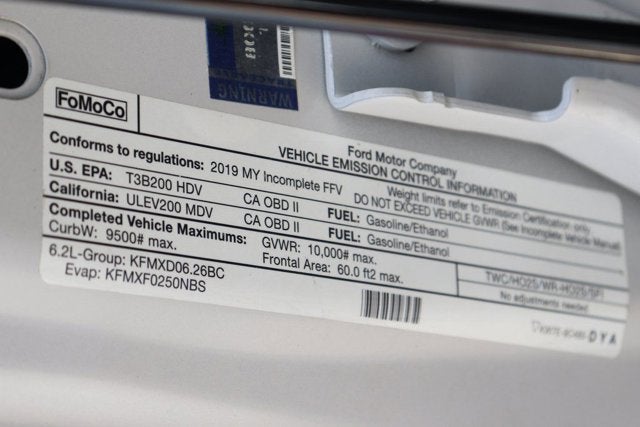 WARNING
FoMoCo
Ford Motor Company
VEHICLE EMISSION CONTROL INFORMATION
Conforms to regulations: 2019 MY Incomplete FFV
Weight limits refer to Emission Certification only
DO NOT EXCEED VEHICLE GVWR (See Incomplete Vehicle Manual)
U.S. EPA: T3B200 HDV CA OBD II FUEL: Gasoline/Ethanol
California: ULEV200 MDV CA OBD II FUEL: Gasoline/Ethanol
Completed Vehicle Maximums: GVWR: 10,000# max.
CurbW: 9500# max. Frontal Area: 60.0 ft2 max.
6.2L-Group: KFMXD06.26BC
Evap: KFMXF0250NBS
TWC/HO2S/WR-HO2S/SFI
No adjustments needed.
DYA